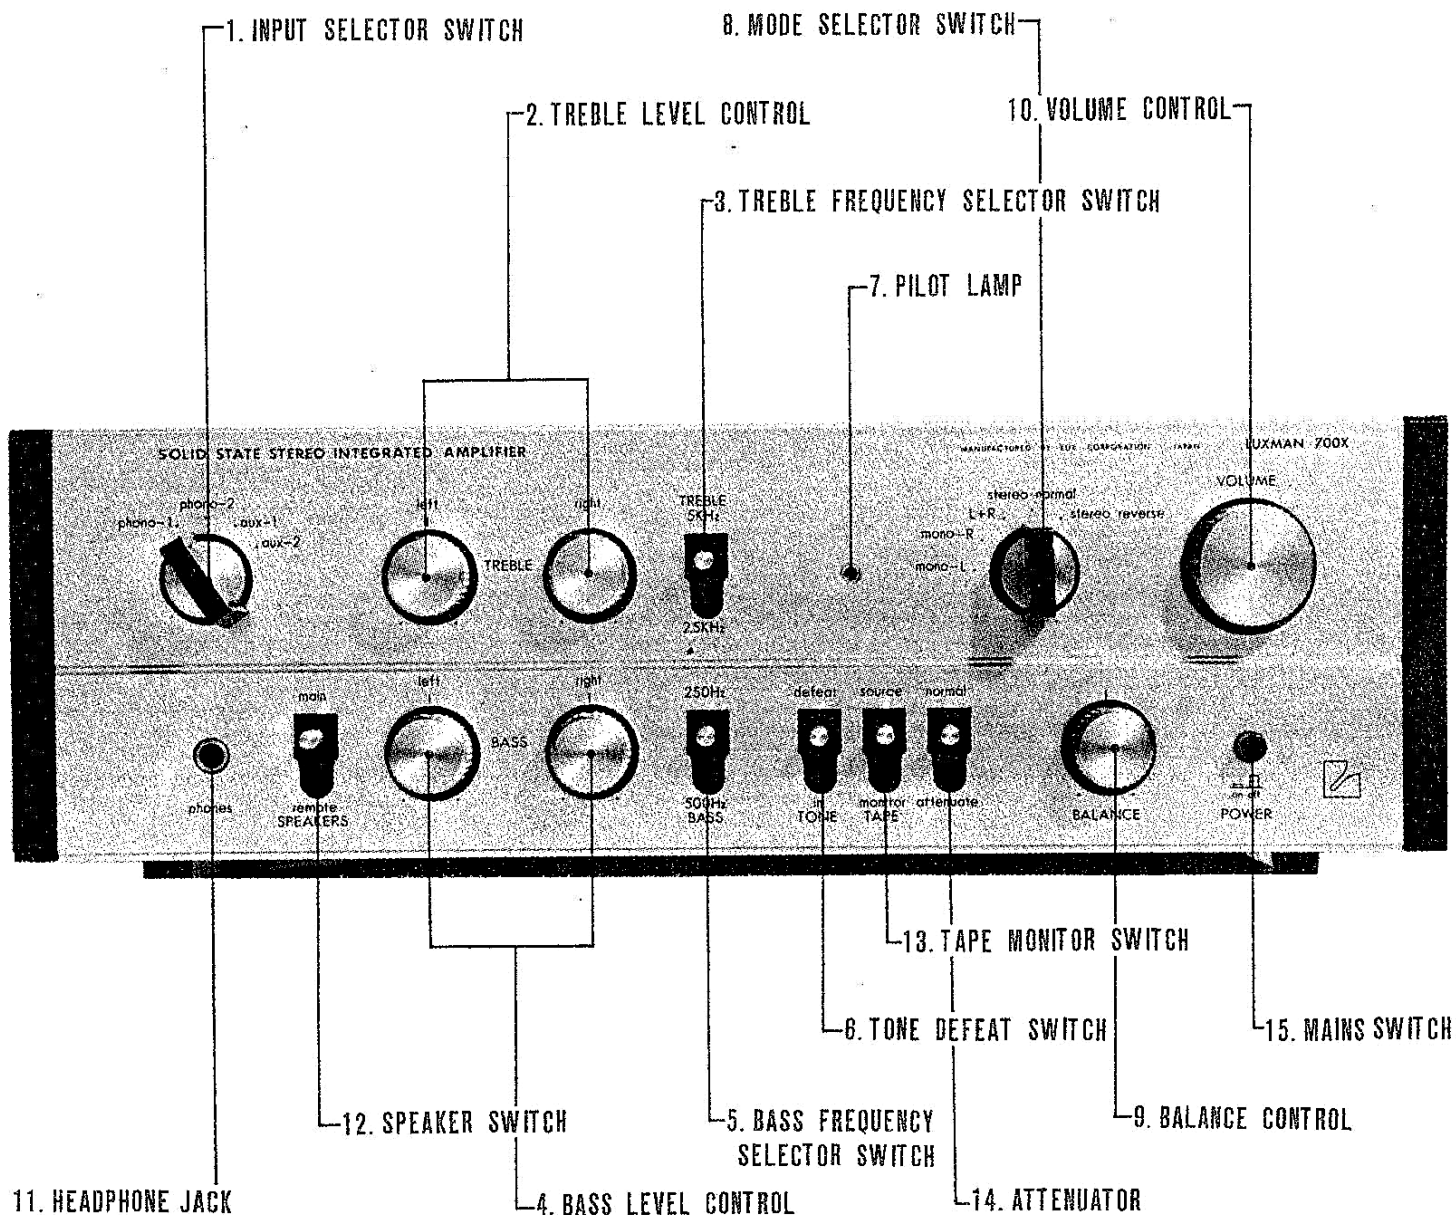 1. INPUT SELECTOR SWITCH
8. MODE SELECTOR SWITCH
2. TREBLE LEVEL CONTROL
10. VOLUME CONTROL
3. TREBLE FREQUENCY SELECTOR SWITCH
7. PILOT LAMP
SOLID STATE STEREO INTEGRATED AMPLIFIER
MANUFACTURED BY LUX CORPORATION JAPAN
LUXMAN 700X
phono-1
phono-2
aux-1
aux-2
left
TREBLE
right
TREBLE
5KHz
2.5KHz
mono-L
mono-R
L+R
stereo normal
stereo reverse
VOLUME
phones
main
remote
SPEAKERS
left
BASS
right
250Hz
500Hz
BASS
defeat
in
TONE
source
monitor
TAPE
normal
attenuate
BALANCE
on off
POWER
13. TAPE MONITOR SWITCH
6. TONE DEFEAT SWITCH
15. MAINS SWITCH
12. SPEAKER SWITCH
5. BASS FREQUENCY
SELECTOR SWITCH
9. BALANCE CONTROL
11. HEADPHONE JACK
4. BASS LEVEL CONTROL
14. ATTENUATOR